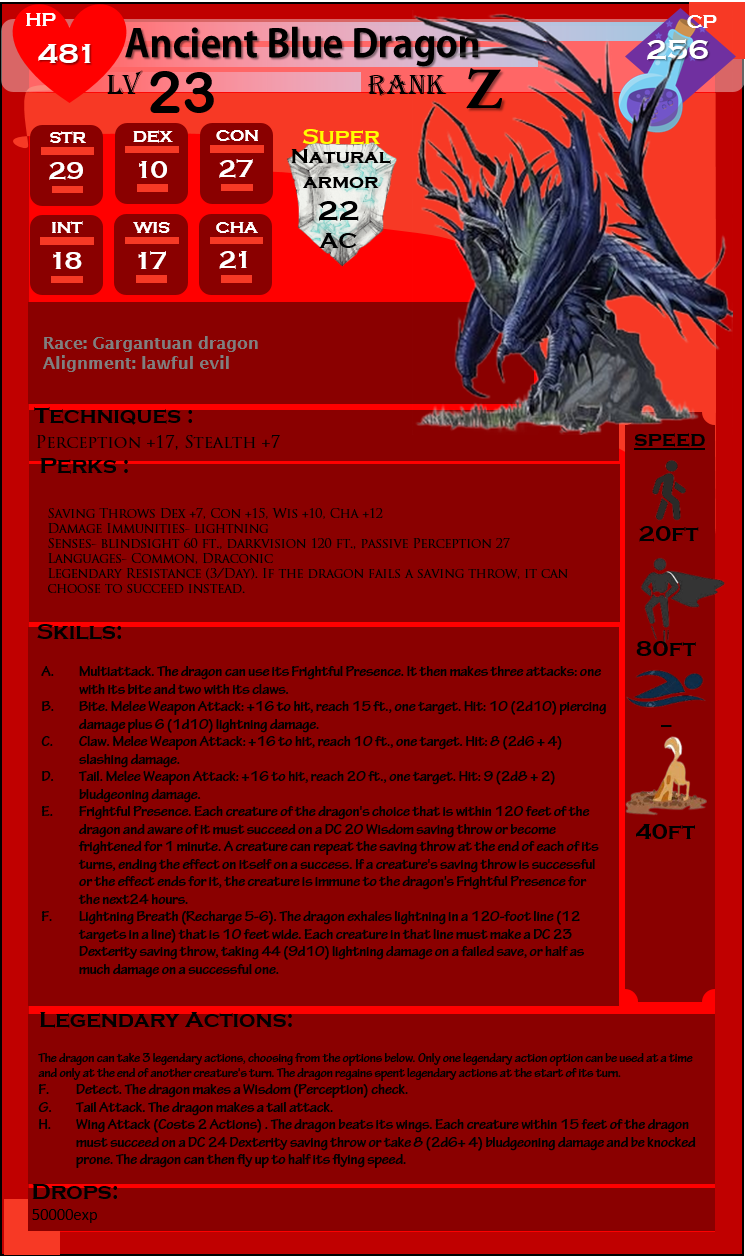 HP
481
Ancient Blue Dragon
CP
256
LV 23
RANK Z
STR
29
DEX
10
CON
27
INT
18
WIS
17
CHA
21
Super
Natural
armor
22
AC
Race: Gargantuan dragon
Alignment: lawful evil
Techniques :
Perception +17, Stealth +7
Perks :
Saving Throws Dex +7, Con +15, Wis +10, Cha +12
Damage Immunities- lightning
Senses- blindsight 60 ft., darkvision 120 ft., passive Perception 27
Languages- Common, Draconic
Legendary Resistance (3/Day). If the dragon fails a saving throw, it can
choose to succeed instead.
Skills:
A. Multiattack. The dragon can use its Frightful Presence. It then makes three attacks: one
with its bite and two with its claws.
B. Bite. Melee Weapon Attack: +16 to hit, reach 15 ft., one target. Hit: 10 (2d10) piercing
damage plus 6 (1d10) lightning damage.
C. Claw. Melee Weapon Attack: +16 to hit, reach 10 ft., one target. Hit: 8 (2d6 + 4)
slashing damage.
D. Tail. Melee Weapon Attack: +16 to hit, reach 20 ft., one target. Hit: 9 (2d8 + 2)
bludgeoning damage.
E. Frightful Presence. Each creature of the dragon's choice that is within 120 feet of the
dragon and aware of it must succeed on a DC 20 Wisdom saving throw or become
frightened for 1 minute. A creature can repeat the saving throw at the end of each of its
turns, ending the effect on itself on a success. If a creature's saving throw is successful
or the effect ends for it, the creature is immune to the dragon's Frightful Presence for
the next24 hours.
F. Lightning Breath (Recharge 5-6). The dragon exhales lightning in a 120-foot line (12
targets in a line) that is 10 feet wide. Each creature in that line must make a DC 23
Dexterity saving throw, taking 44 (9d10) lightning damage on a failed save, or half as
much damage on a successful one.
speed
20ft
80ft
–
40ft
Legendary Actions:
The dragon can take 3 legendary actions, choosing from the options below. Only one legendary action option can be used at a time
and only at the end of another creature's turn. The dragon regains spent legendary actions at the start of its turn.
F. Detect. The dragon makes a Wisdom (Perception) check.
G. Tail Attack. The dragon makes a tail attack.
H. Wing Attack (Costs 2 Actions) . The dragon beats its wings. Each creature within 15 feet of the dragon
must succeed on a DC 24 Dexterity saving throw or take 8 (2d6+ 4) bludgeoning damage and be knocked
prone. The dragon can then fly up to half its flying speed.
Drops:
50000exp